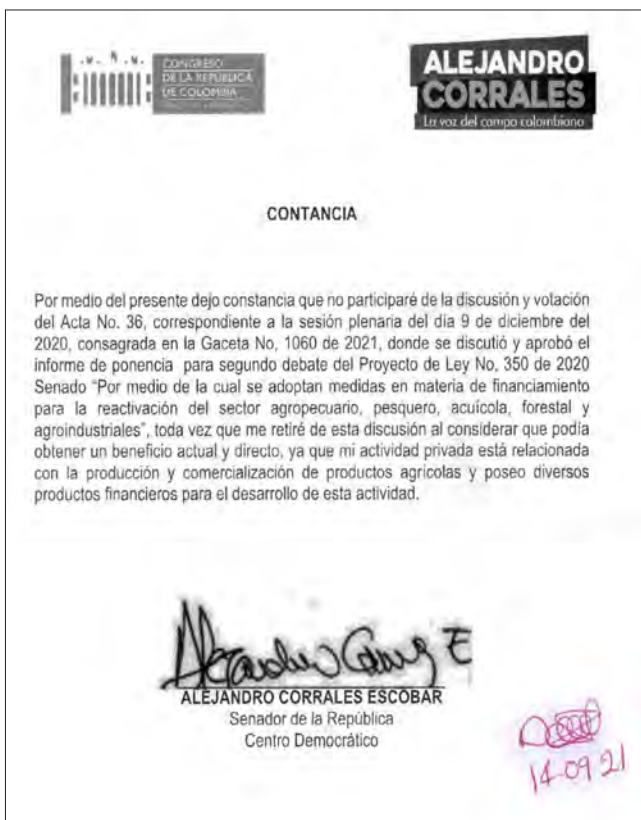 CONGRESO
DE LA REPÚBLICA
DE COLOMBIA
ALEJANDRO
CORRALES
La voz del campo colombiano
CONTANCIA
Por medio del presente dejo constancia que no participaré de la discusión y votación
del Acta No. 36, correspondiente a la sesión plenaria del día 9 de diciembre del
2020, consagrada en la Gaceta No, 1060 de 2021, donde se discutió y aprobó el
informe de ponencia para segundo debate del Proyecto de Ley No, 350 de 2020
Senado “Por medio de la cual se adoptan medidas en materia de financiamiento
para la reactivación del sector agropecuario, pesquero, acuícola, forestal y
agroindustriales”, toda vez que me retiré de esta discusión al considerar que podía
obtener un beneficio actual y directo, ya que mi actividad privada está relacionada
con la producción y comercialización de productos agrícolas y poseo diversos
productos financieros para el desarrollo de esta actividad.
ALEJANDRO CORRALES ESCOBAR
Senador de la República
Centro Democrático
14-09 21